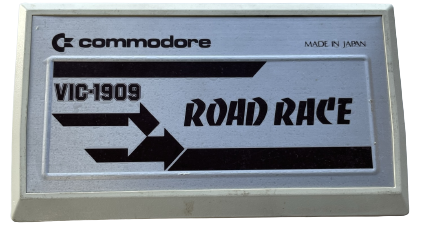 commodore
MADE IN JAPAN
VIC-1909
ROAD RACE